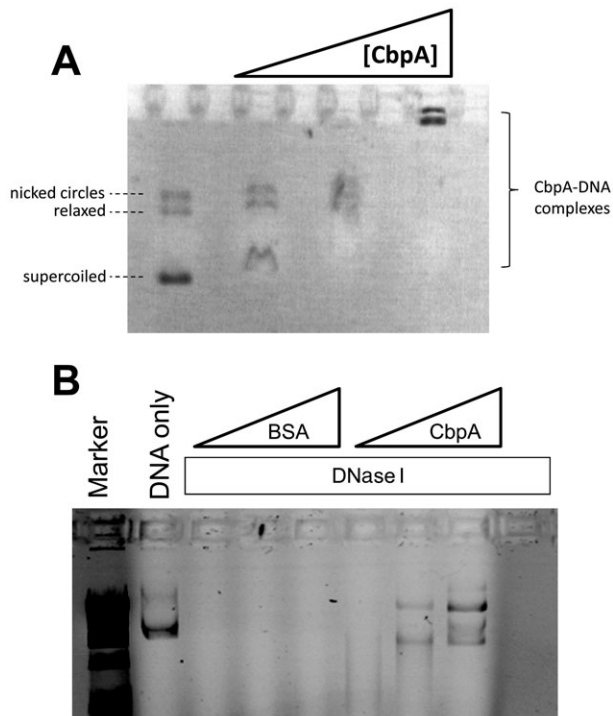 A
[CbpA]
nicked circles
relaxed
supercoiled
CbpA-DNA
complexes
B
Marker
DNA only
BSA
CbpA
DNase I